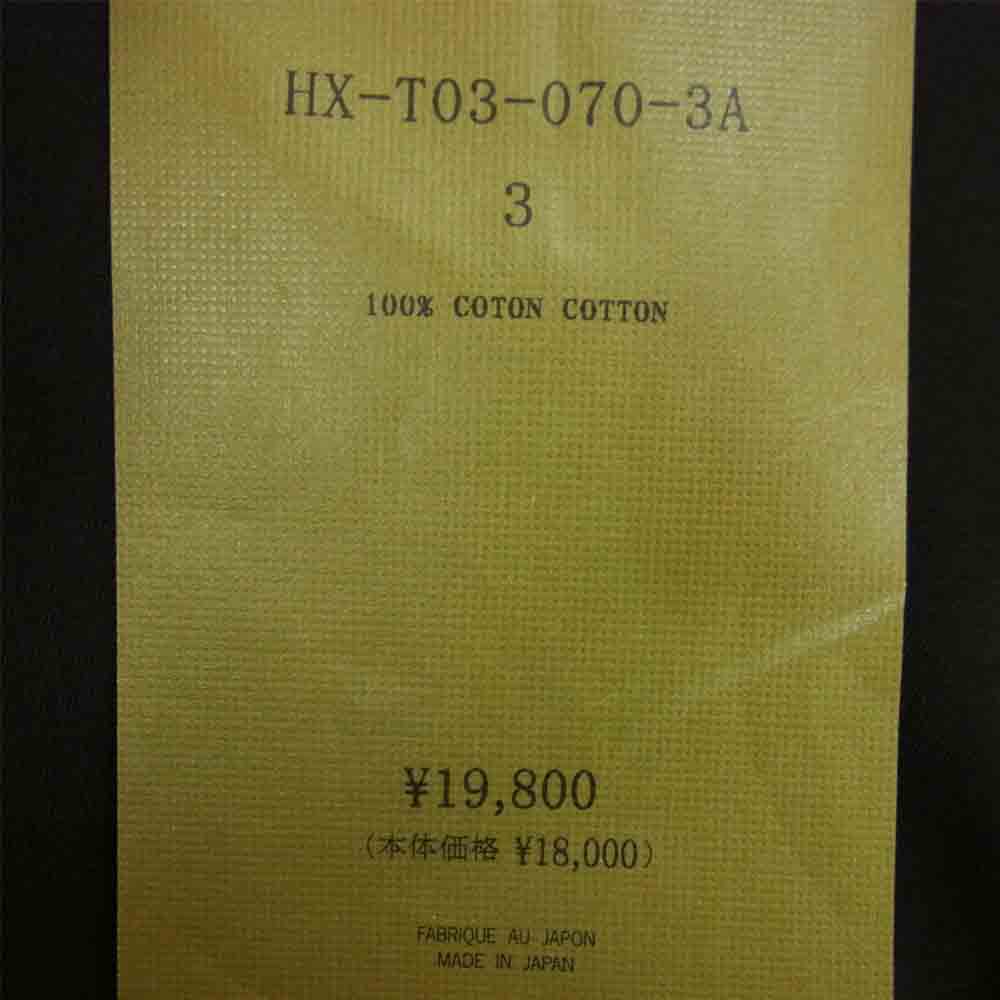 HX-T03-070-3A
3
100% COTON COTTON
¥19,800
(本体価格 ¥18,000)
FABRIQUE AU JAPON
MADE IN JAPAN